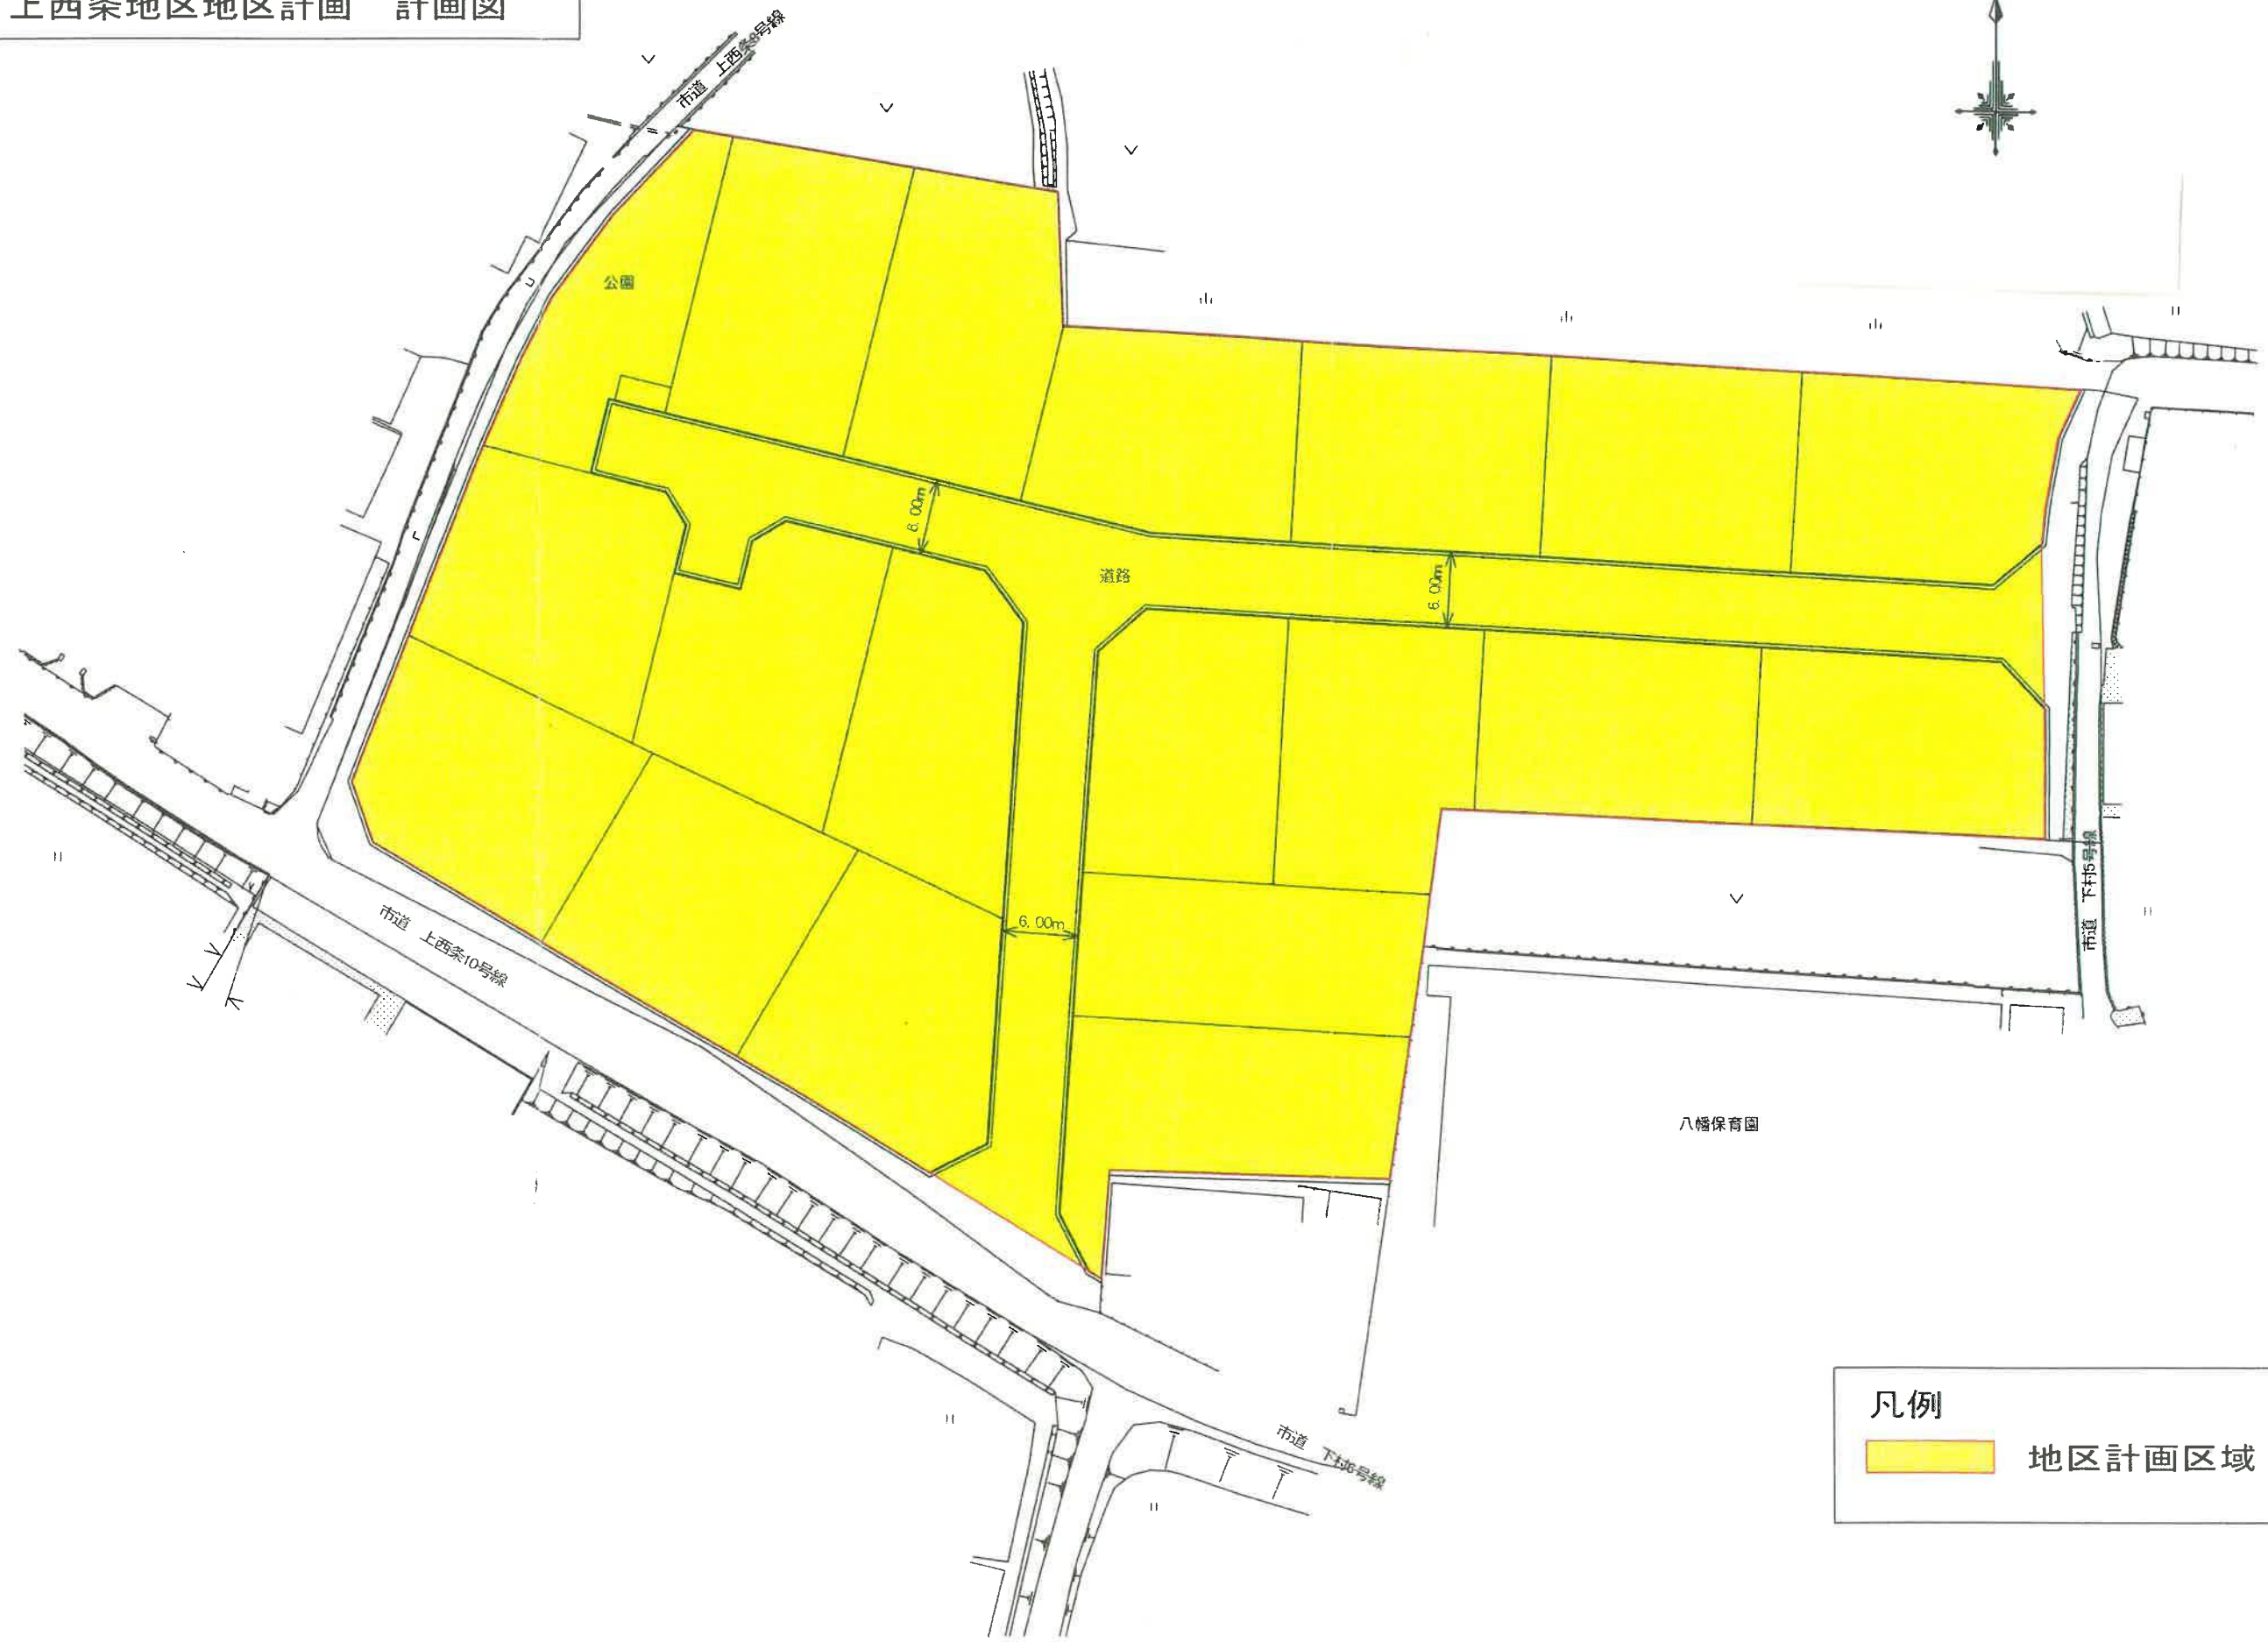 上西条地区地区計画 計画図
市道 上西条8号線
公園
6.00m
道路
6.00m
6.00m
市道 上西条10号線
市道 下村5号線
八幡保育園
市道 下村6号線
凡例
地区計画区域